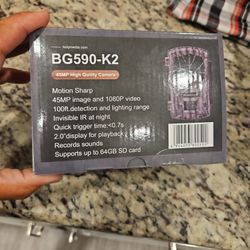 BG590-K2
45MP High Quality Camera
Motion Sharp
45MP image and 1080P video
100ft.detection and lighting range
Invisible IR at night
Quick trigger time:<0.7s
2.0"display for playback
Records sounds
Supports up to 64GB SD card